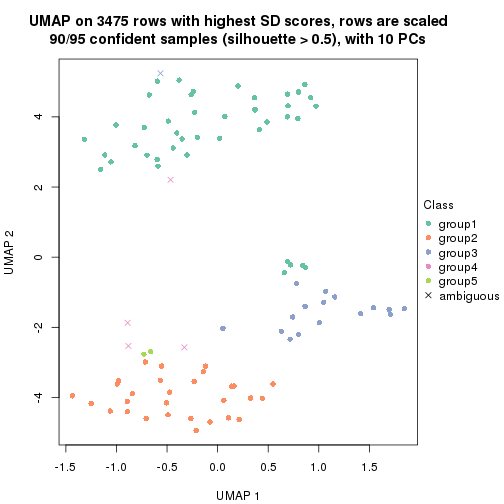 UMAP on 3475 rows with highest SD scores, rows are scaled
90/95 confident samples (silhouette > 0.5), with 10 PCs
UMAP 2
4
2
0
-2
-4
-1.5
-1.0
-0.5
0.0
0.5
1.0
1.5
UMAP 1
Class
group1
group2
group3
group4
group5
ambiguous